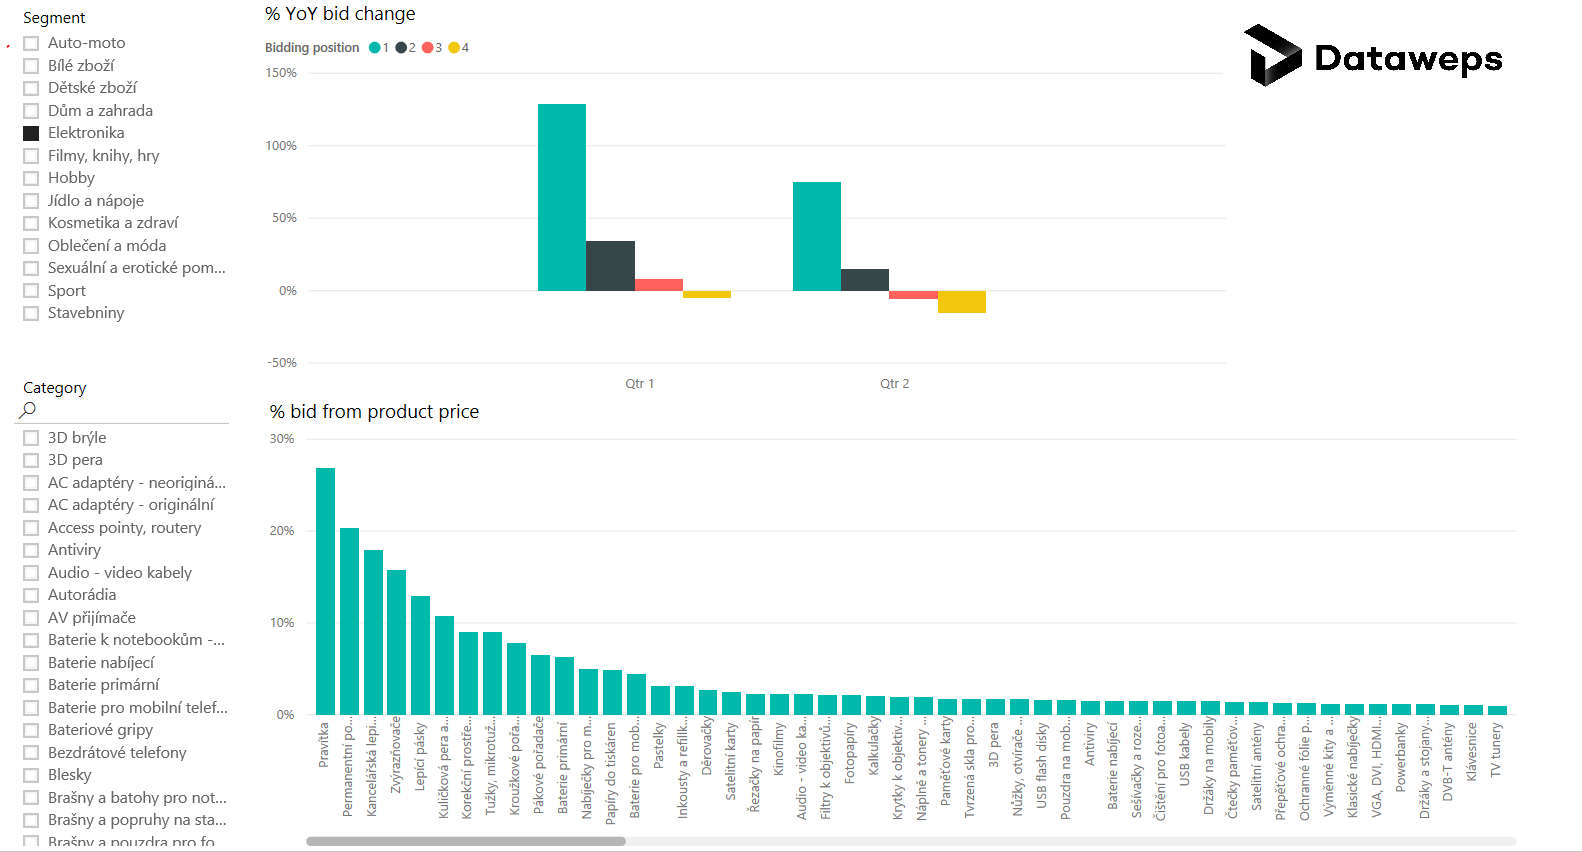 Segment
Auto-moto
Bílé zboží
Dětské zboží
Dům a zahrada
Elektronika
Filmy, knihy, hry
Hobby
Jídlo a nápoje
Kosmetika a zdraví
Oblečení a móda
Sexuální a erotické pom...
Sport
Stavebniny
% YoY bid change
Bidding position 1 2 3 4
150%
100%
50%
0%
-50%
Qtr 1
Qtr 2
Dataweps
Category
3D brýle
3D pera
AC adaptéry - neoriginá...
AC adaptéry - originální
Access pointy, routery
Antiviry
Audio - video kabely
Autorádia
AV přijímače
Baterie k notebookům -...
Baterie nabíjecí
Baterie primární
Baterie pro mobilní telef...
Bateriové gripy
Bezdrátové telefony
Blesky
Brašny a batohy pro not...
Brašny a popruhy na sta...
Brašny a pouzdra pro fo
% bid from product price
30%
20%
10%
0%
Pravítka
Permanentní po...
Kancelářská lepi...
Zvýrazňovače
Lepící pásky
Kuličková pera a...
Korekční prostře...
Tužky, mikrotuž...
Kroužkové pořa...
Pákové pořadače
Baterie primární
Nabíječky pro m...
Papíry do tiskáren
Baterie pro mob...
Pastelky
Inkousty a refillk...
Děrovačky
Satelitní karty
Řezačky na papír
Kinofilmy
Audio - video ka...
Filtry k objektivů...
Fotopapíry
Kalkulačky
Krytky k objektiv...
Náplně a tonery ...
Paměťové karty
Tvrzená skla pro...
3D pera
Nůžky, otvírače ...
USB flash disky
Pouzdra na mob...
Antiviry
Baterie nabíjecí
Sešívačky a roze...
Čištění pro fotoa...
USB kabely
Držáky na mobily
Čtečky paměťov...
Satelitní antény
Přepěťové ochra...
Ochranné fólie p...
Výměnné kity a ...
Klasické nabíječky
VGA, DVI, HDMI...
Powerbanky
Držáky a stojany...
DVB-T antény
Klávesnice
TV tunery